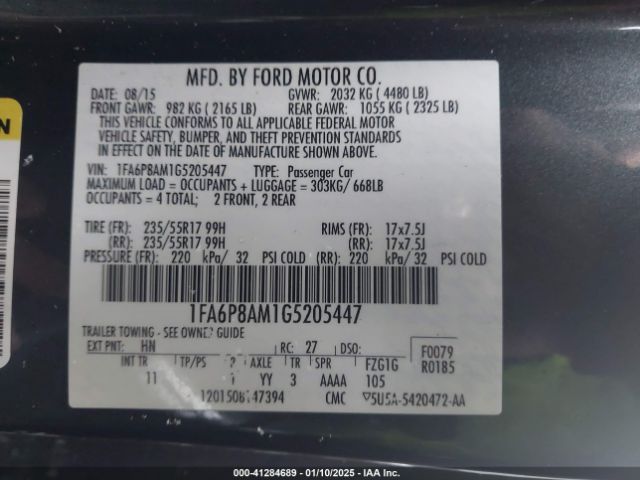 MFD. BY FORD MOTOR CO.
DATE: 08/15 GVWR: 2032 KG ( 4480 LB)
FRONT GAWR: 982 KG ( 2165 LB) REAR GAWR: 1055 KG ( 2325 LB)
THIS VEHICLE CONFORMS TO ALL APPLICABLE FEDERAL MOTOR
VEHICLE SAFETY, BUMPER, AND THEFT PREVENTION STANDARDS
IN EFFECT ON THE DATE OF MANUFACTURE SHOWN ABOVE.
VIN: 1FA6P8AM1G5205447 TYPE: Passenger Car
MAXIMUM LOAD = OCCUPANTS + LUGGAGE = 303KG/ 668LB
OCCUPANTS = 4 TOTAL: 2 FRONT, 2 REAR
TIRE (FR): 235/55R17 99H RIMS (FR): 17x7.5J
(RR): 235/55R17 99H (RR): 17x7.5J
PRESSURE (FR): 220 kPa/ 32 PSI COLD (RR): 220 kPa/ 32 PSI COLD
1FA6P8AM1G5205447
TRAILER TOWING - SEE OWNER GUIDE
EXT PNT: HN RC: 27 DSO: F0079
INT TR TP/PS R AXLE TR SPR FZG1G R0185
11 YY 3 AAAA 105
CMC 5U5A-5420472-AA
N
IAA - 41284689 - 01/10/2025 - IAA Inc.